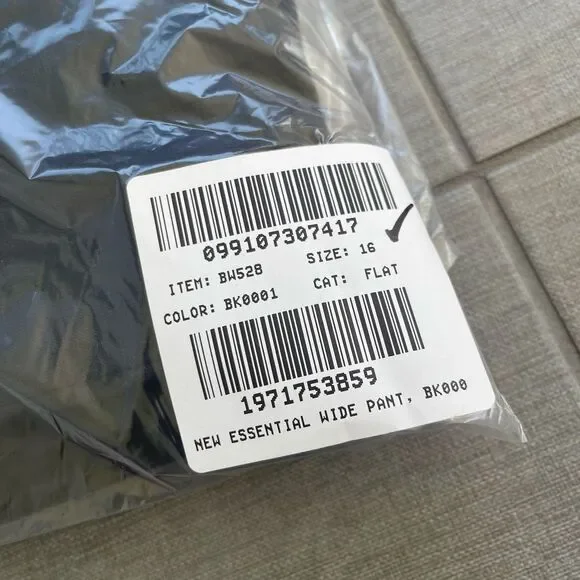 099107307417
ITEM: BW528 SIZE: 16
COLOR: BK0001 CAT: FLAT
1971753859
NEW ESSENTIAL WIDE PANT, BK000